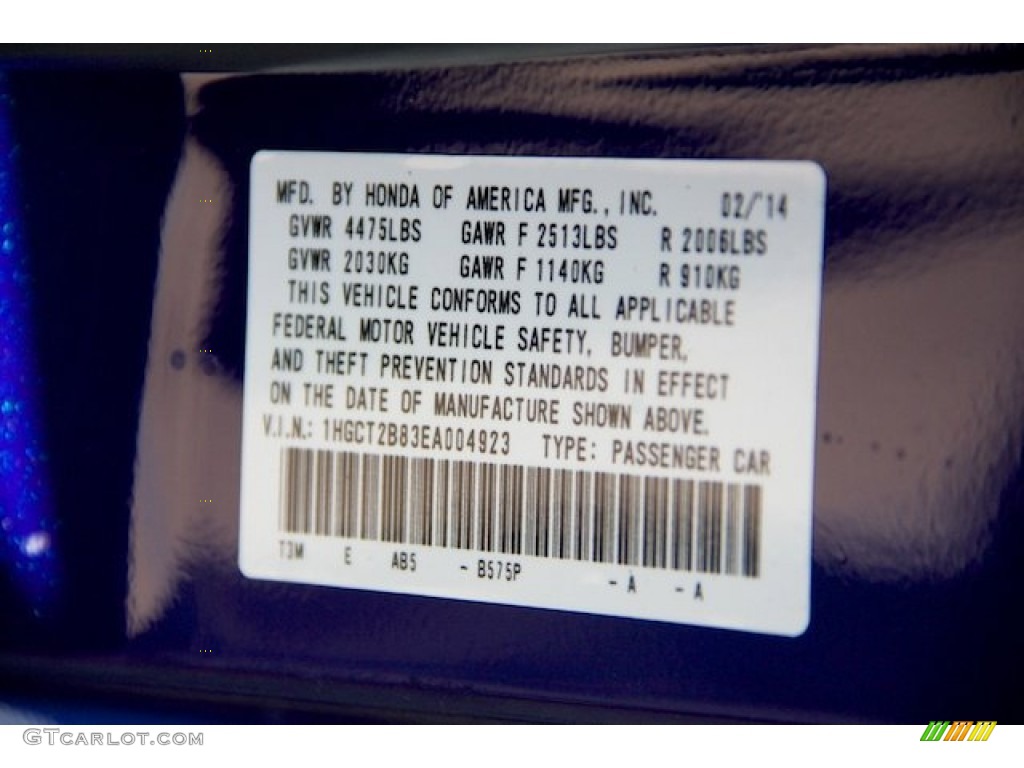 MFD. BY HONDA OF AMERICA MFG., INC. 02/14
GVWR 4475LBS GAWR F 2513LBS R 2006LBS
GVWR 2030KG GAWR F 1140KG R 910KG
THIS VEHICLE CONFORMS TO ALL APPLICABLE
FEDERAL MOTOR VEHICLE SAFETY, BUMPER,
AND THEFT PREVENTION STANDARDS IN EFFECT
ON THE DATE OF MANUFACTURE SHOWN ABOVE.
V.I.N.: 1HGCT2B83EA004923 TYPE: PASSENGER CAR
T3M E AB5 - B575P - A - A
GTCARLOT.COM